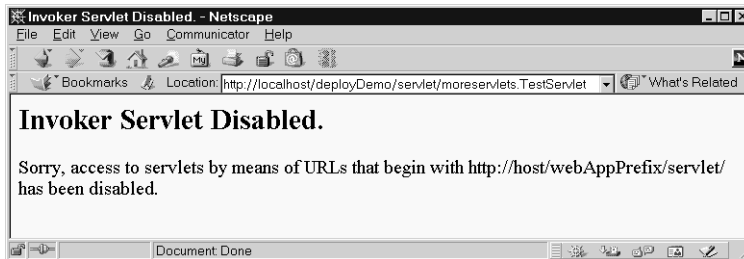 Invoker Servlet Disabled. - Netscape
File Edit View Go Communicator Help
My
Bookmarks Location: http://localhost/deployDemo/servlet/moreservlets.TestServlet What's Related
Invoker Servlet Disabled.
Sorry, access to servlets by means of URLs that begin with http://host/webAppPrefix/servlet/
has been disabled.
Document: Done